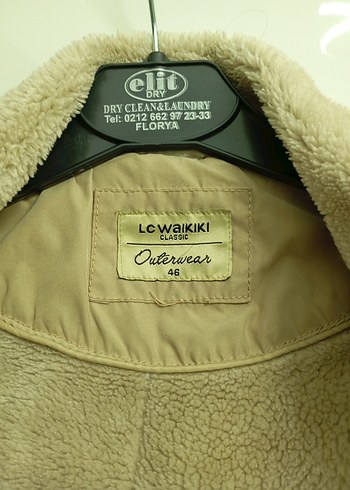 elit
DRY
DRY CLEAN&LAUNDRY
Tel: 0212 662 97 23-33
FLORYA
LC WAIKIKI
CLASSIC
Outerwear
46